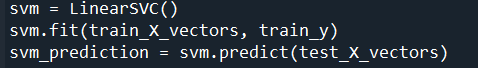 svm = LinearSVC()
svm.fit(train_X_vectors, train_y)
svm_prediction = svm.predict(test_X_vectors)